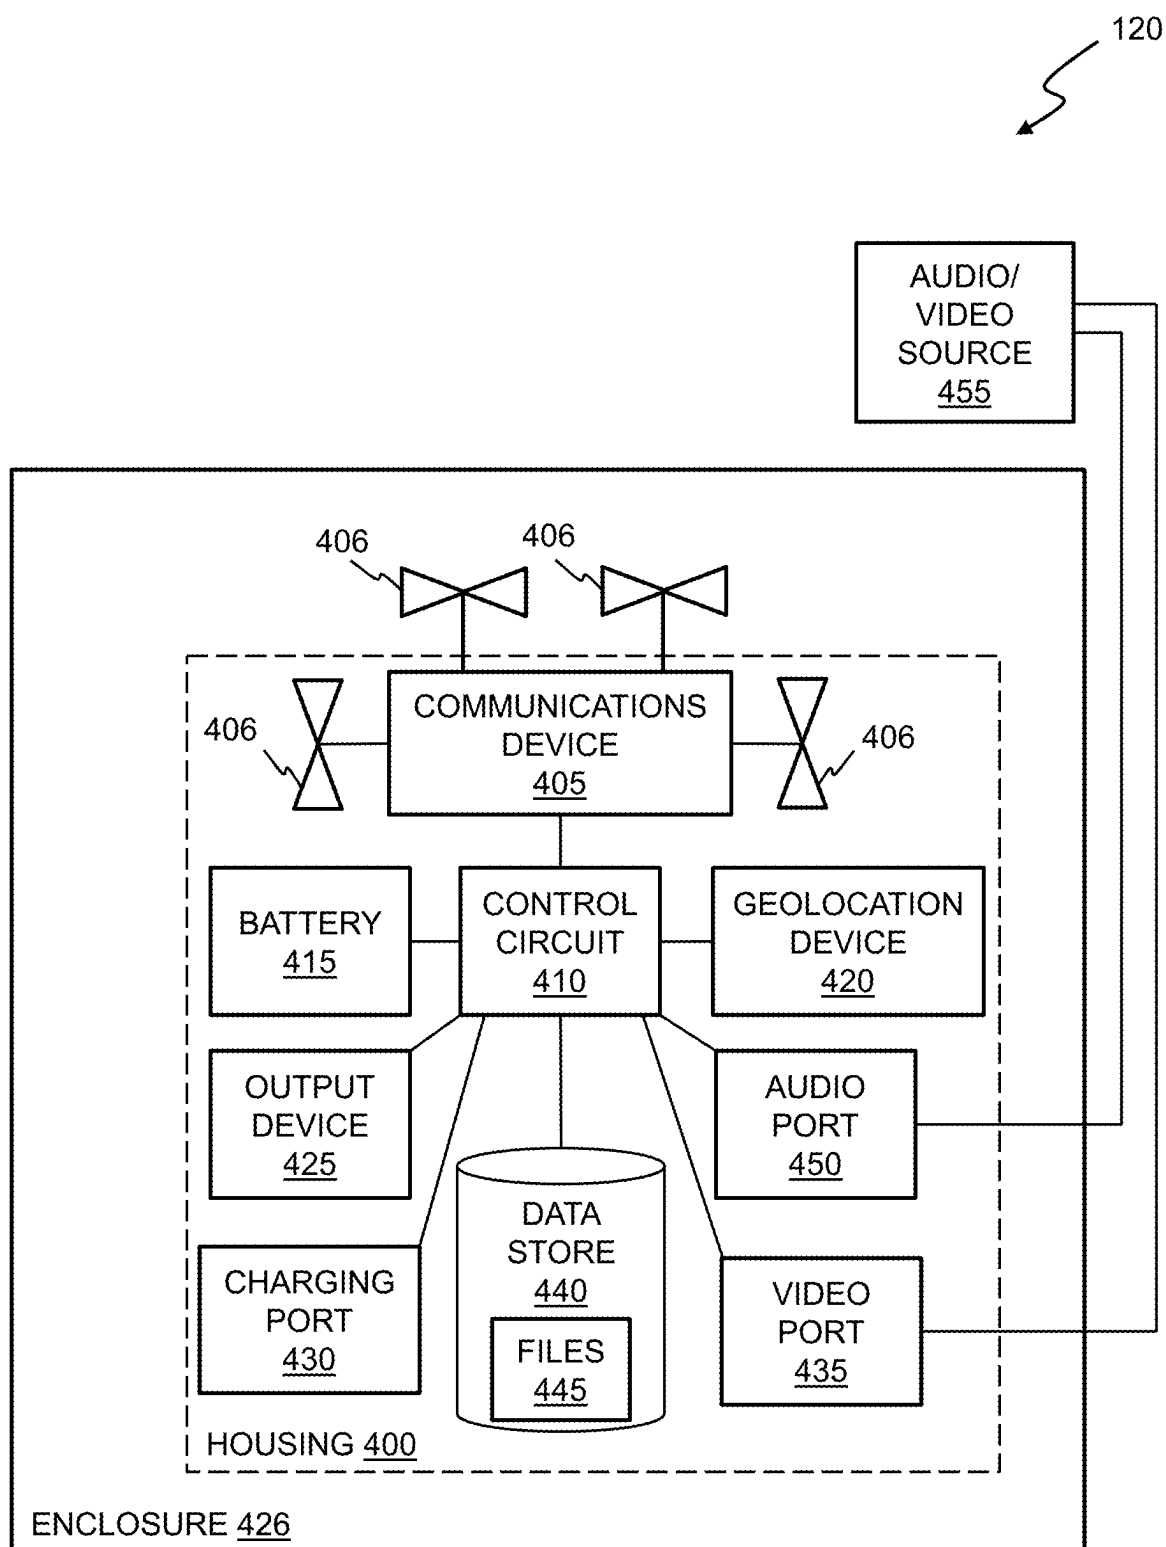 120
AUDIO/
VIDEO
SOURCE
455
406
406
COMMUNICATIONS
DEVICE
405
406
406
BATTERY
415
CONTROL
CIRCUIT
410
GEOLOCATION
DEVICE
420
OUTPUT
DEVICE
425
AUDIO
PORT
450
DATA
STORE
440
CHARGING
PORT
430
VIDEO
PORT
435
FILES
445
HOUSING 400
ENCLOSURE 426